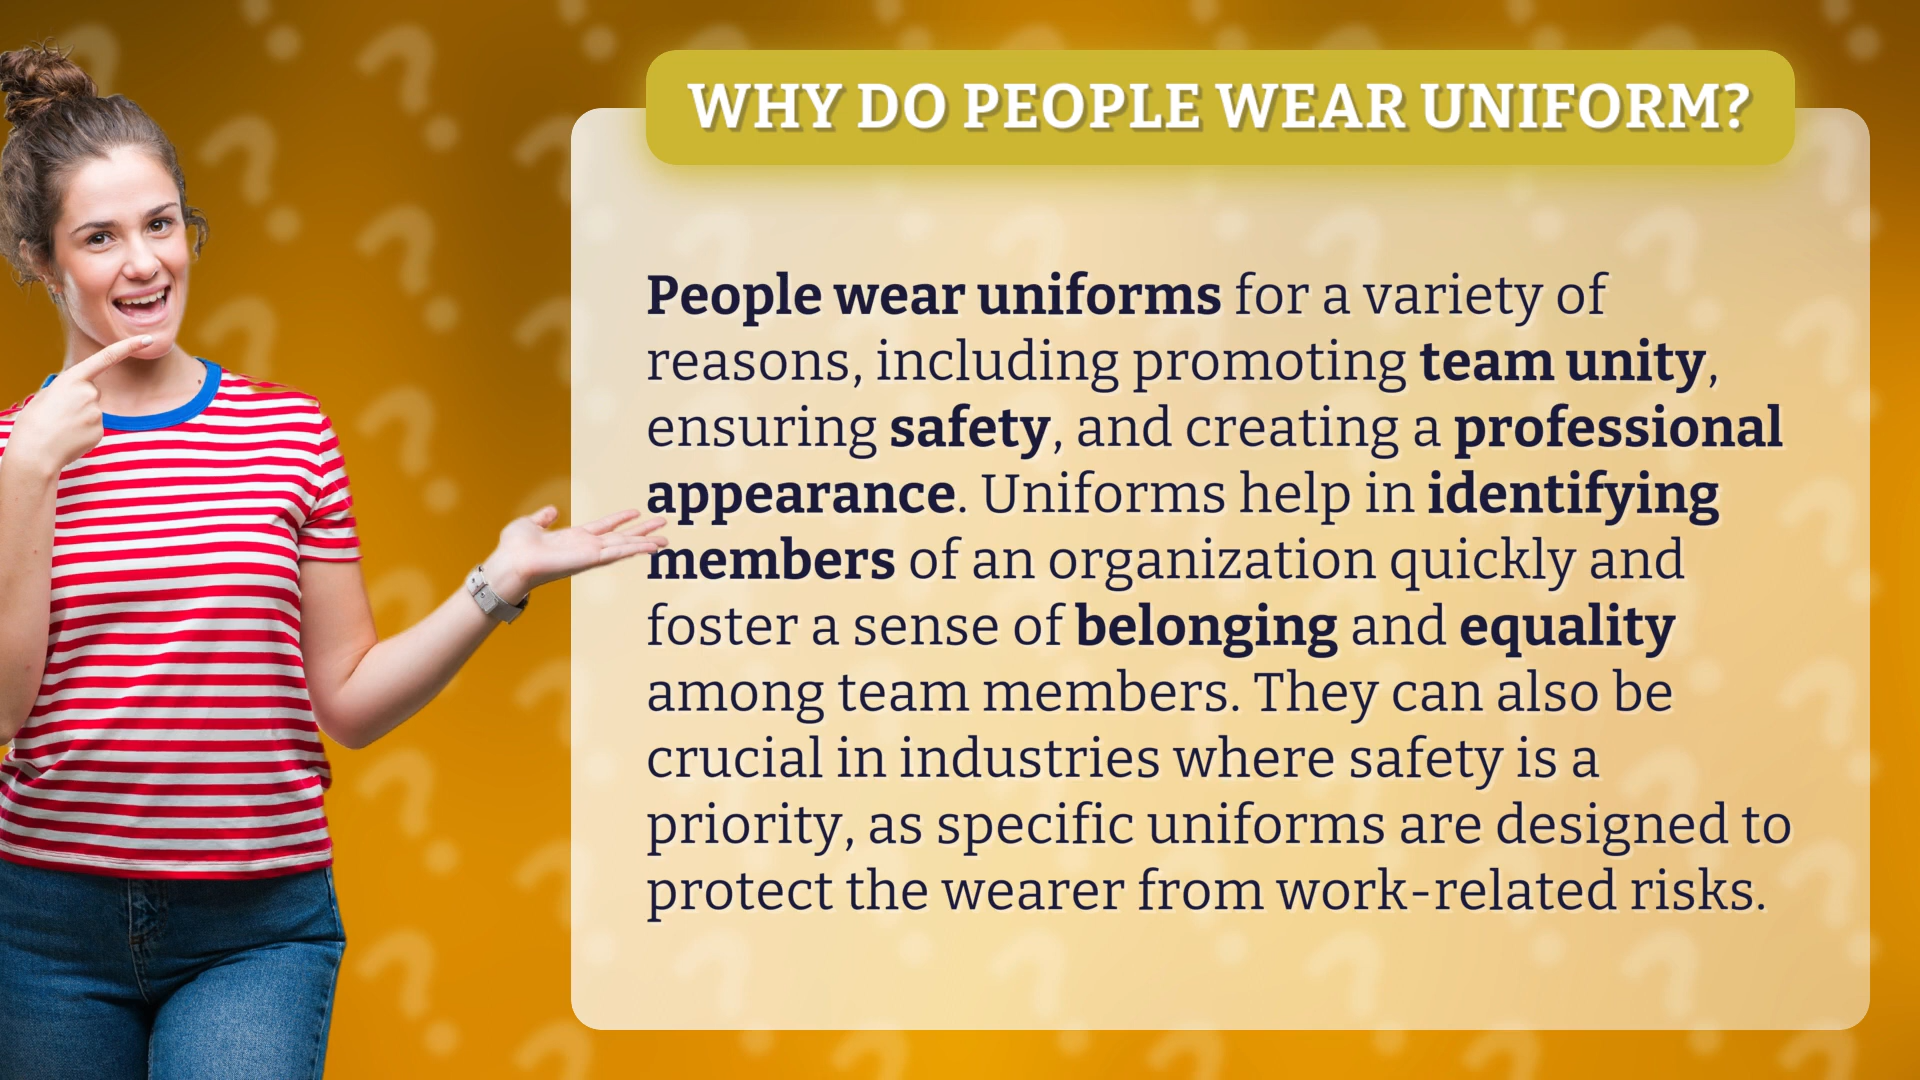 WHY DO PEOPLE WEAR UNIFORM?
People wear uniforms for a variety of
reasons, including promoting team unity,
ensuring safety, and creating a professional
appearance. Uniforms help in identifying
members of an organization quickly and
foster a sense of belonging and equality
among team members. They can also be
crucial in industries where safety is a
priority, as specific uniforms are designed to
protect the wearer from work-related risks.